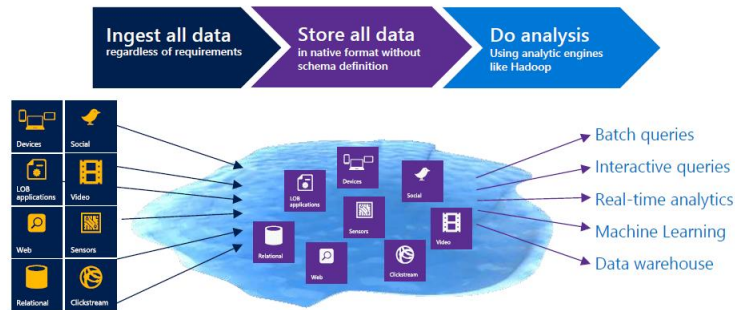 Ingest all data
regardless of requirements
Store all data
in native format without
schema definition
Do analysis
Using analytic engines
like Hadoop
Devices
Social
LOB
applications
Video
Web
Sensors
Relational
Clickstream
Devices
Social
LOB
applications
Sensors
Video
Relational
Web
Clickstream
Batch queries
Interactive queries
Real-time analytics
Machine Learning
Data warehouse